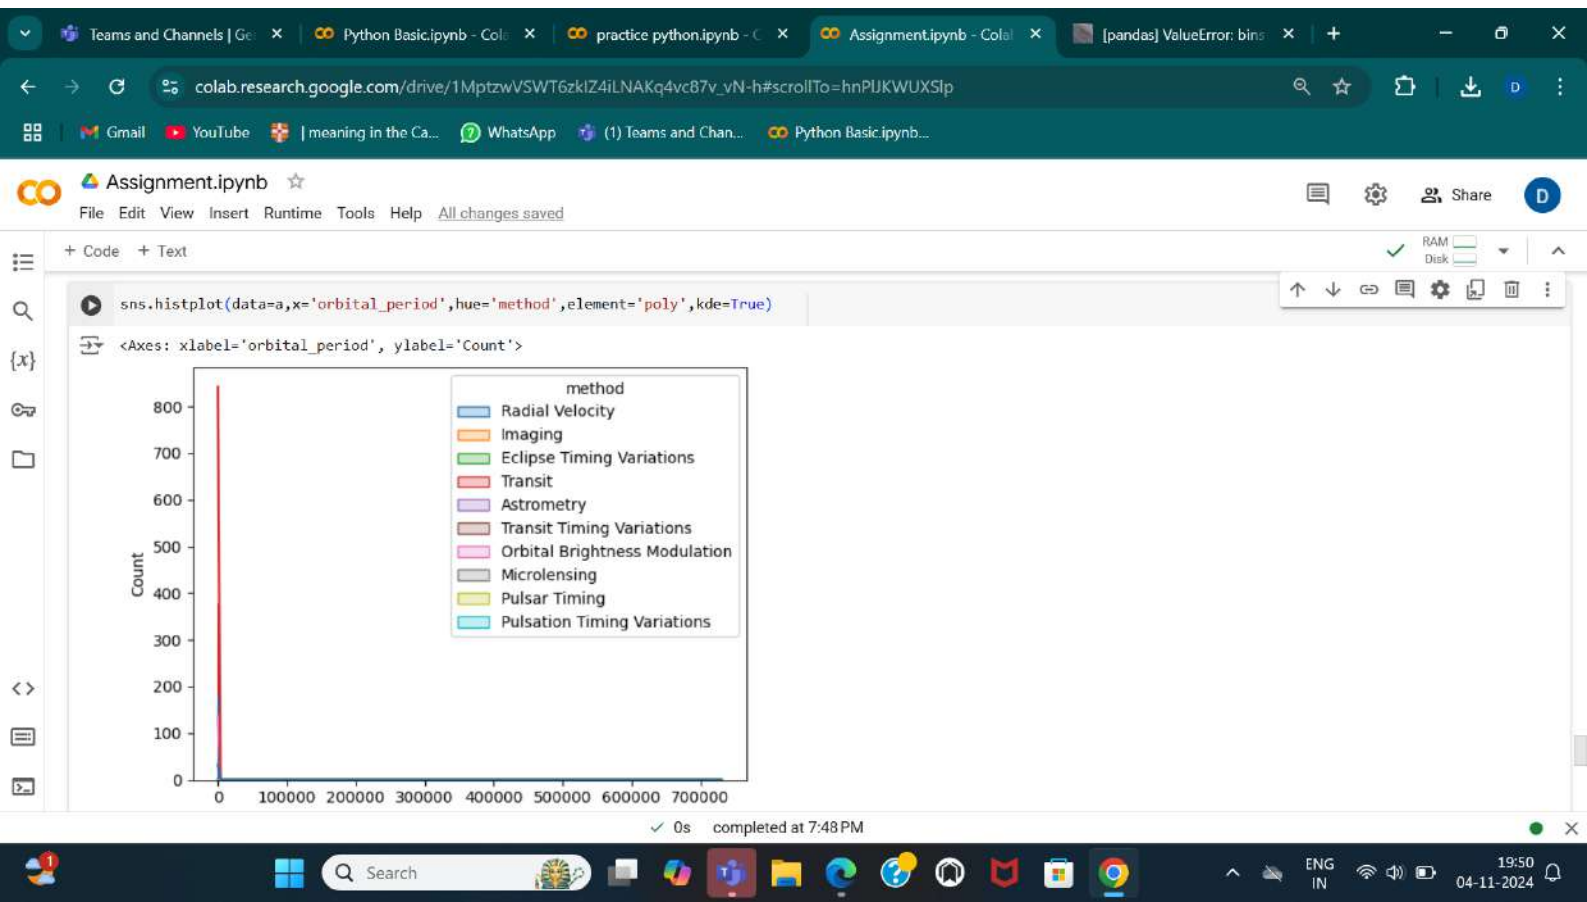 Teams and Channels | Ge
Python Basic.ipynb - Cola
practice python.ipynb - C
Assignment.ipynb - Colal
[pandas] ValueError: bins
colab.research.google.com/drive/1MptzwVSWT6zkIZ4iLNAKq4vc87v_vN-h#scrollTo=hnPlJKWUXSlp
D
Gmail
YouTube
| meaning in the Ca...
WhatsApp
(1) Teams and Chan...
Python Basic.ipynb...
CO
Assignment.ipynb
File Edit View Insert Runtime Tools Help All changes saved
Share
D
+ Code + Text
RAM
Disk
sns.histplot(data=a,x='orbital_period',hue='method',element='poly',kde=True)
<Axes: xlabel='orbital_period', ylabel='Count'>
{x}
method
Radial Velocity
Imaging
Eclipse Timing Variations
Transit
Astrometry
Transit Timing Variations
Orbital Brightness Modulation
Microlensing
Pulsar Timing
Pulsation Timing Variations
800
700
600
500
400
300
200
100
0
Count
0 100000 200000 300000 400000 500000 600000 700000
0s completed at 7:48 PM
1
Search
ENG
IN
19:50
04-11-2024